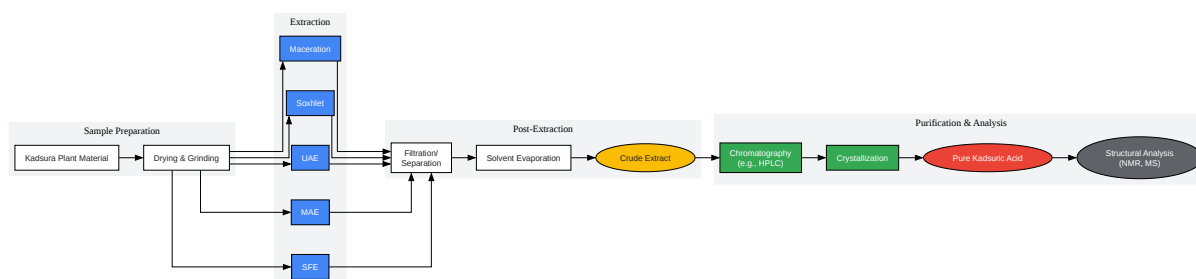 Extraction
Maceration
Soxhlet
Sample Preparation
Post-Extraction
Purification & Analysis
Kadsura Plant Material
Drying & Grinding
UAE
Filtration/
Separation
Solvent Evaporation
Crude Extract
Chromatography
(e.g., HPLC)
Crystallization
Pure Kadsuric Acid
Structural Analysis
(NMR, MS)
MAE
SFE